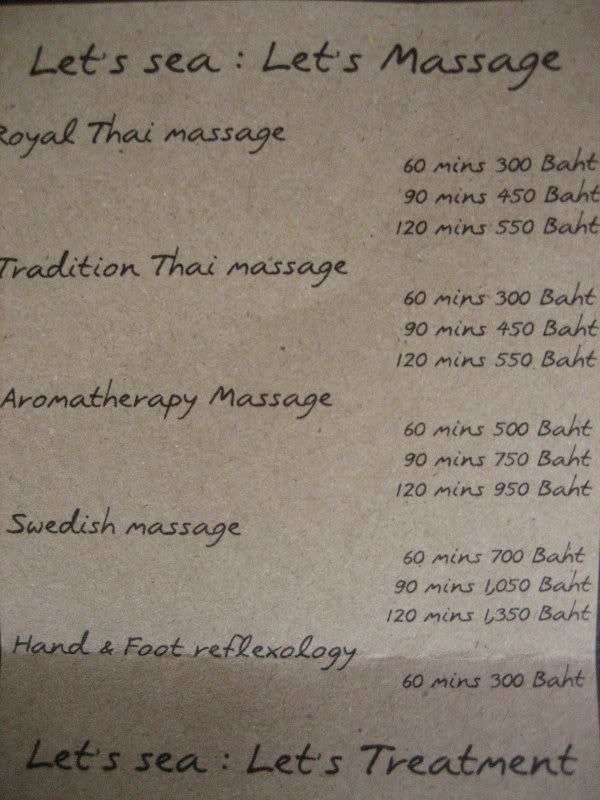 Let's sea : Let's Massage
Royal Thai massage
60 mins 300 Baht
90 mins 450 Baht
120 mins 550 Baht
Tradition Thai massage
60 mins 300 Baht
90 mins 450 Baht
120 mins 550 Baht
Aromatherapy Massage
60 mins 500 Baht
90 mins 750 Baht
120 mins 950 Baht
Swedish massage
60 mins 700 Baht
90 mins 1,050 Baht
120 mins 1,350 Baht
Hand & Foot reflexology
60 mins 300 Baht
Let's sea : Let's Treatment